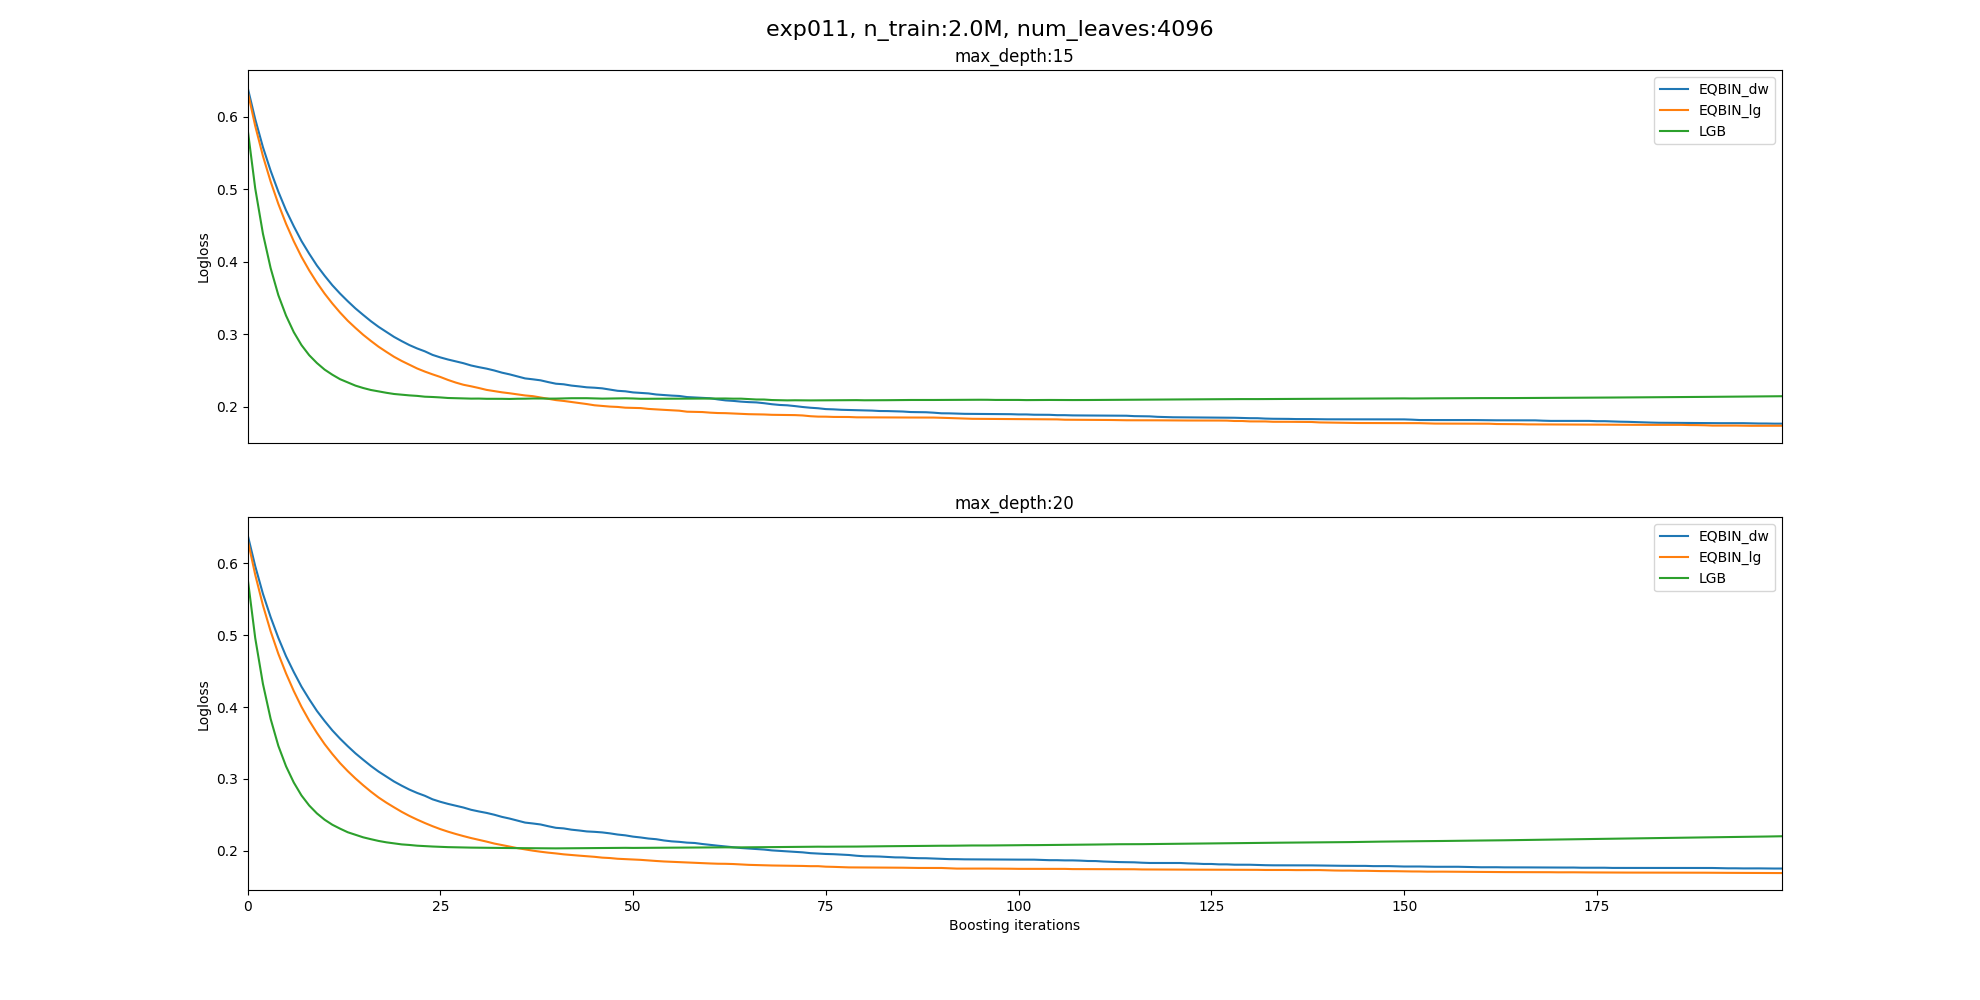 exp011, n_train:2.0M, num_leaves:4096
max_depth:15
EQBIN_dw
EQBIN_lg
LGB
0.6
0.5
0.4
0.3
0.2
Logloss
max_depth:20
EQBIN_dw
EQBIN_lg
LGB
0.6
0.5
0.4
0.3
0.2
Logloss
0 25 50 75 100 125 150 175
Boosting iterations